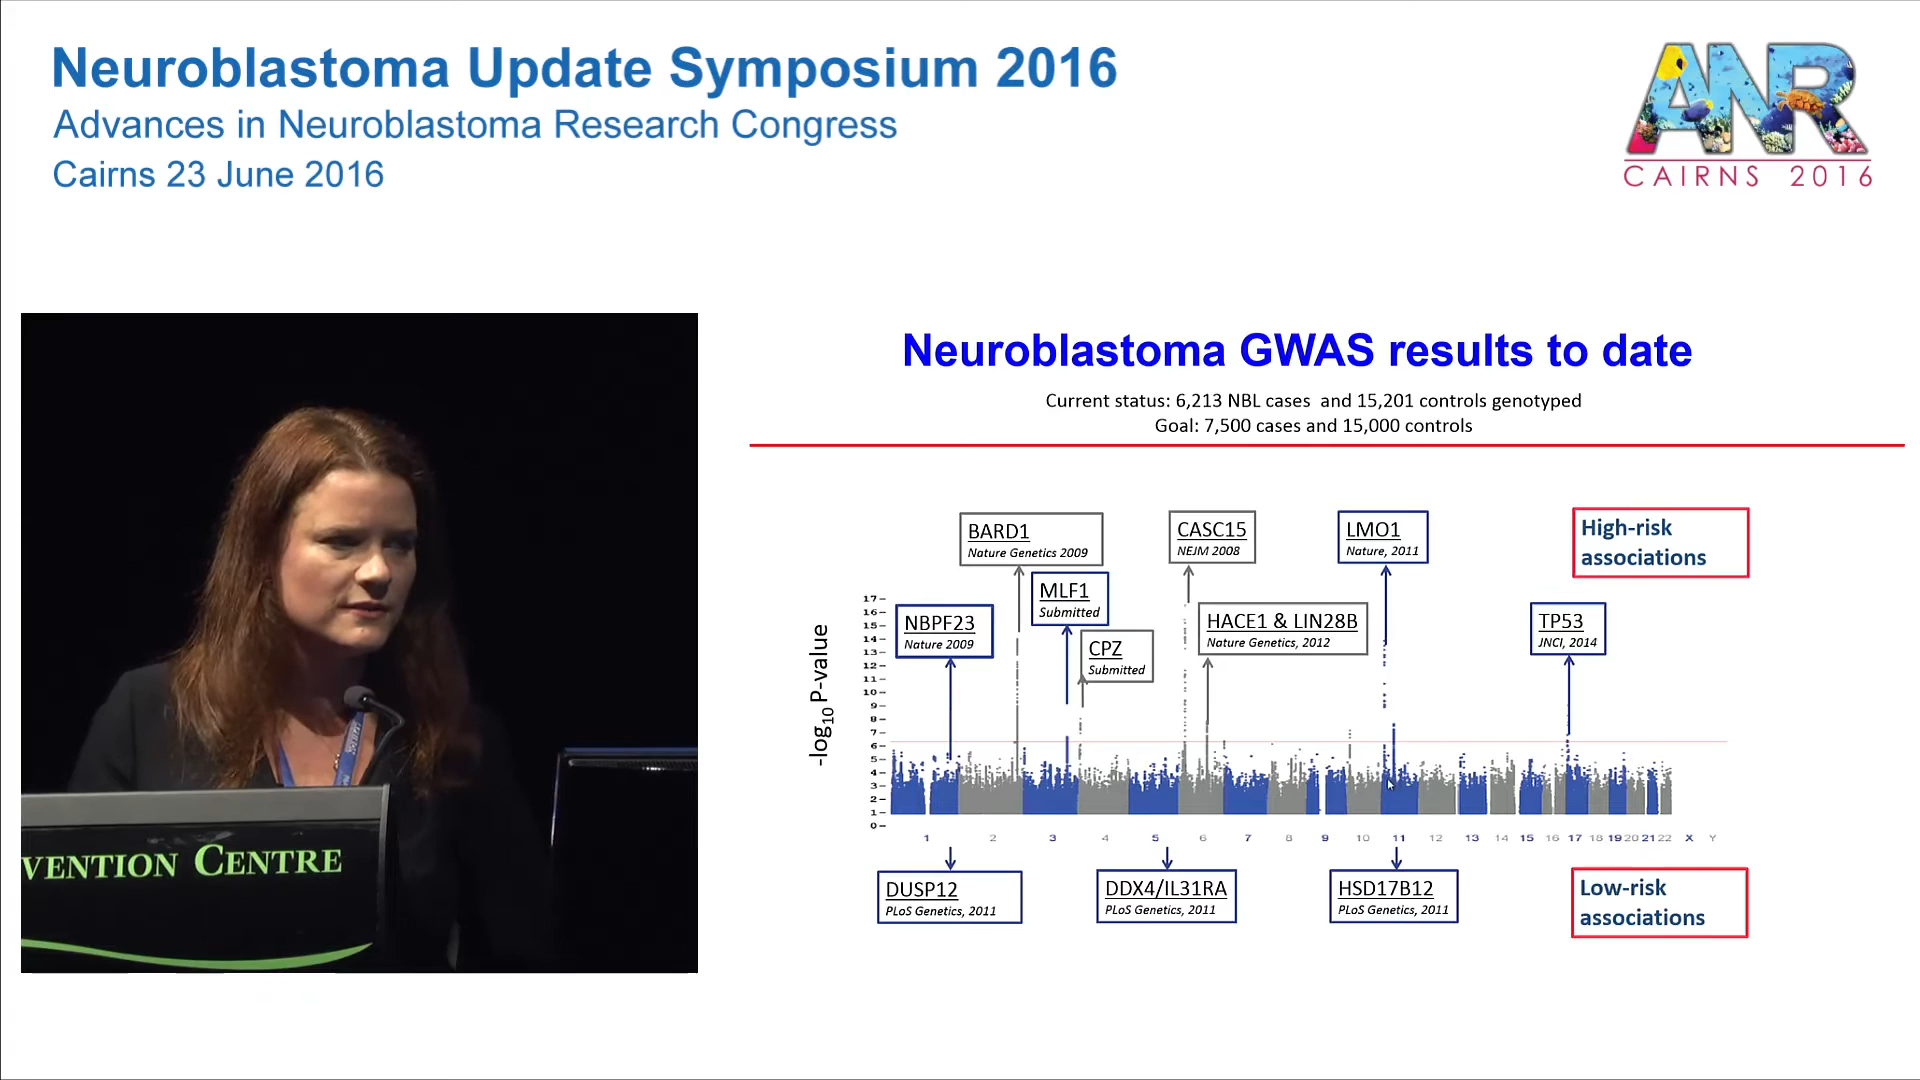 Neuroblastoma Update Symposium 2016
Advances in Neuroblastoma Research Congress
Cairns 23 June 2016
ANR
CAIRNS 2016
VENTION CENTRE
Neuroblastoma GWAS results to date
Current status: 6,213 NBL cases and 15,201 controls genotyped
Goal: 7,500 cases and 15,000 controls
BARD1
Nature Genetics 2009
CASC15
NEJM 2008
LMO1
Nature, 2011
High-risk
associations
MLF1
Submitted
NBPF23
Nature 2009
CPZ
Submitted
HACE1 & LIN28B
Nature Genetics, 2012
TP53
JNCI, 2014
-log10 P-value
17
16
15
14
13
12
11
10
9
8
7
6
5
4
3
2
1
0
1 2 3 4 5 6 7 8 9 10 11 12 13 14 15 16 17 18 19 20 21 22 X Y
DUSP12
PLoS Genetics, 2011
DDX4/IL31RA
PLoS Genetics, 2011
HSD17B12
PLoS Genetics, 2011
Low-risk
associations